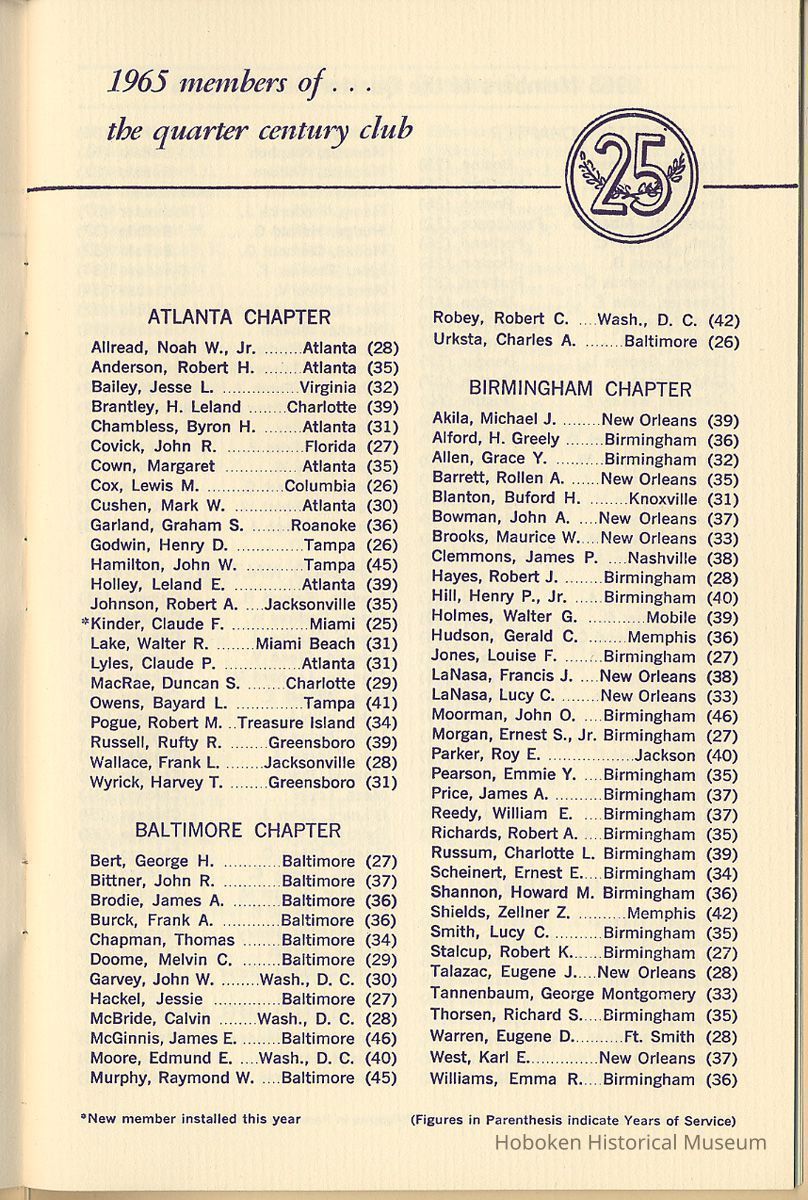 1965 members of . . .
the quarter century club
25
ATLANTA CHAPTER
Allread, Noah W., Jr. ........Atlanta (28)
Anderson, Robert H. ........Atlanta (35)
Bailey, Jesse L. ................Virginia (32)
Brantley, H. Leland ........Charlotte (39)
Chambless, Byron H. ........Atlanta (31)
Covick, John R. ..................Florida (27)
Cown, Margaret ................Atlanta (35)
Cox, Lewis M. ................Columbia (26)
Cushen, Mark W. ................Atlanta (30)
Garland, Graham S. ........Roanoke (36)
Godwin, Henry D. ..............Tampa (26)
Hamilton, John W. ..............Tampa (45)
Holley, Leland E. ................Atlanta (39)
Johnson, Robert A. ....Jacksonville (35)
*Kinder, Claude F. ................Miami (25)
Lake, Walter R. ........Miami Beach (31)
Lyles, Claude P. ..................Atlanta (31)
MacRae, Duncan S. ........Charlotte (29)
Owens, Bayard L. ................Tampa (41)
Pogue, Robert M. ..Treasure Island (34)
Russell, Rufty R. ........Greensboro (39)
Wallace, Frank L. ........Jacksonville (28)
Wyrick, Harvey T. ........Greensboro (31)
BALTIMORE CHAPTER
Bert, George H. ............Baltimore (27)
Bittner, John R. ............Baltimore (37)
Brodie, James A. ............Baltimore (36)
Burck, Frank A. ............Baltimore (36)
Chapman, Thomas ........Baltimore (34)
Doome, Melvin C. ........Baltimore (29)
Garvey, John W. ........Wash., D. C. (30)
Hackel, Jessie ................Baltimore (27)
McBride, Calvin ........Wash., D. C. (28)
McGinnis, James E. ........Baltimore (46)
Moore, Edmund E. ....Wash., D. C. (40)
Murphy, Raymond W. ....Baltimore (45)
Robey, Robert C. ....Wash., D. C. (42)
Urksta, Charles A. ........Baltimore (26)
BIRMINGHAM CHAPTER
Akila, Michael J. ........New Orleans (39)
Alford, H. Greely ........Birmingham (36)
Allen, Grace Y. ..........Birmingham (32)
Barrett, Rollen A. ......New Orleans (35)
Blanton, Buford H. ........Knoxville (31)
Bowman, John A. ....New Orleans (37)
Brooks, Maurice W.....New Orleans (33)
Clemmons, James P. ....Nashville (38)
Hayes, Robert J. ........Birmingham (28)
Hill, Henry P., Jr. ......Birmingham (40)
Holmes, Walter G. ............Mobile (39)
Hudson, Gerald C. ........Memphis (36)
Jones, Louise F. ........Birmingham (27)
LaNasa, Francis J. ....New Orleans (38)
LaNasa, Lucy C. ........New Orleans (33)
Moorman, John O. ....Birmingham (46)
Morgan, Ernest S., Jr. Birmingham (27)
Parker, Roy E. ..................Jackson (40)
Pearson, Emmie Y. ....Birmingham (35)
Price, James A. ..........Birmingham (37)
Reedy, William E. ....Birmingham (37)
Richards, Robert A. ....Birmingham (35)
Russum, Charlotte L. Birmingham (39)
Scheinert, Ernest E.....Birmingham (34)
Shannon, Howard M. Birmingham (36)
Shields, Zellner Z. ..........Memphis (42)
Smith, Lucy C. ..........Birmingham (35)
Stalcup, Robert K.......Birmingham (27)
Talazac, Eugene J.....New Orleans (28)
Tannenbaum, George Montgomery (33)
Thorsen, Richard S.....Birmingham (35)
Warren, Eugene D...........Ft. Smith (28)
West, Karl E...............New Orleans (37)
Williams, Emma R.....Birmingham (36)
*New member installed this year
(Figures in Parenthesis indicate Years of Service)
Hoboken Historical Museum